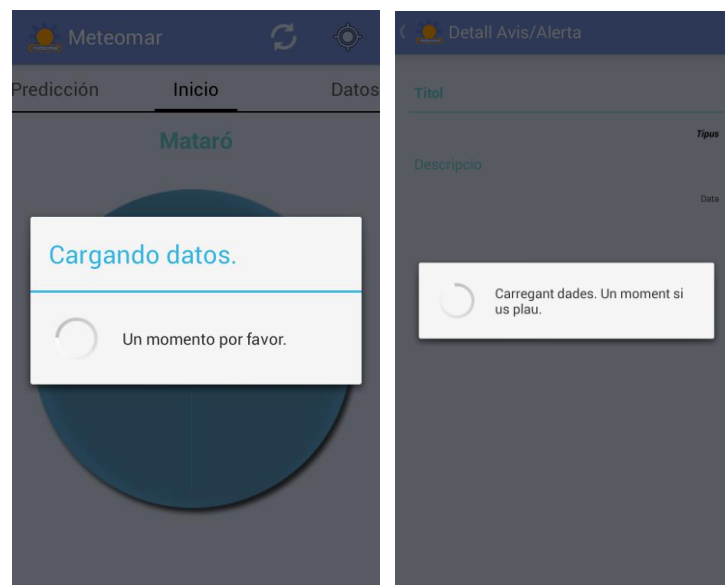 Meteomar
Predicción Inicio Datos
Mataró
Cargando datos.
Un momento por favor.
Detall Avis/Alerta
Titol
Tipus
Descripcio
Data
Carregant dades. Un moment si
us plau.